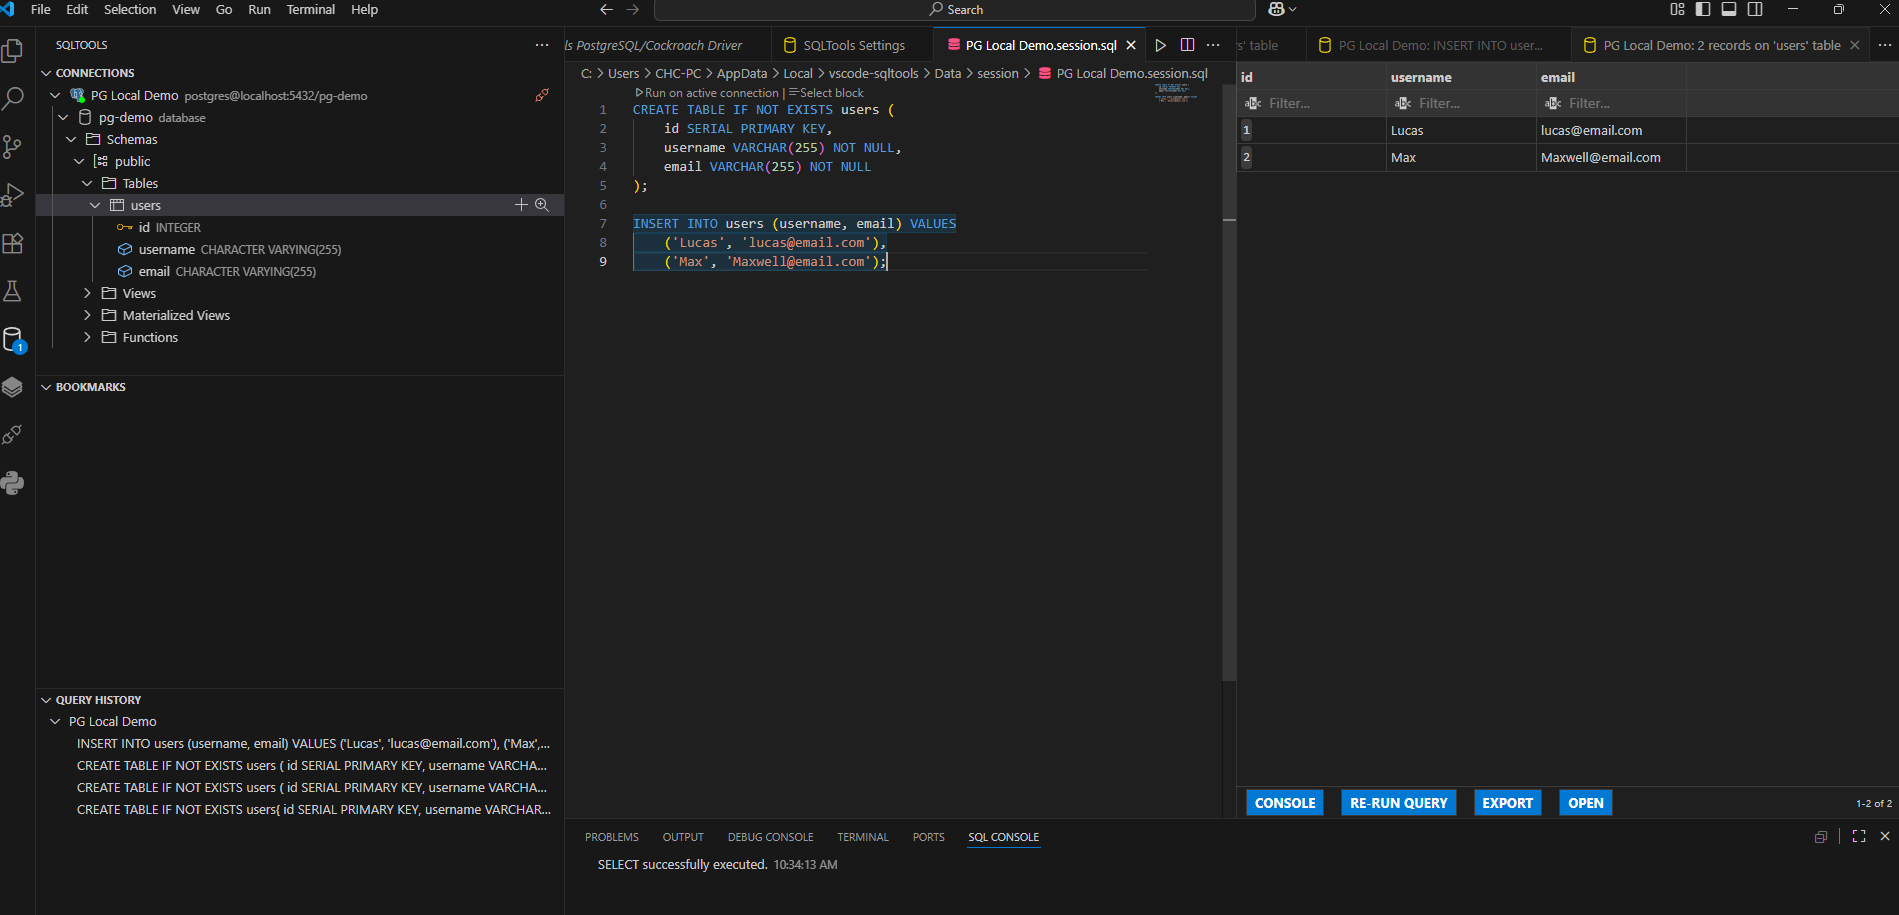 File Edit Selection View Go Run Terminal Help
Search
SQLTOOLS
CONNECTIONS
PG Local Demo postgres@localhost:5432/pg-demo
pg-demo database
Schemas
public
Tables
users
id INTEGER
username CHARACTER VARYING(255)
email CHARACTER VARYING(255)
Views
Materialized Views
Functions
1
BOOKMARKS
QUERY HISTORY
PG Local Demo
INSERT INTO users (username, email) VALUES ('Lucas', 'lucas@email.com'), ('Max',...
CREATE TABLE IF NOT EXISTS users ( id SERIAL PRIMARY KEY, username VARCHA...
CREATE TABLE IF NOT EXISTS users ( id SERIAL PRIMARY KEY, username VARCHA...
CREATE TABLE IF NOT EXISTS users{ id SERIAL PRIMARY KEY, username VARCHAR...
ls PostgreSQL/Cockroach Driver
SQLTools Settings
PG Local Demo.session.sql
C: > Users > CHC-PC > AppData > Local > vscode-sqltools > Data > session > PG Local Demo.session.sql
Run on active connection | Select block
1 CREATE TABLE IF NOT EXISTS users (
2 id SERIAL PRIMARY KEY,
3 username VARCHAR(255) NOT NULL,
4 email VARCHAR(255) NOT NULL
5 );
6
7 INSERT INTO users (username, email) VALUES
8 ('Lucas', 'lucas@email.com'),
9 ('Max', 'Maxwell@email.com');
rs' table
PG Local Demo: INSERT INTO user...
PG Local Demo: 2 records on 'users' table
id username email
abc Filter... abc Filter... abc Filter...
1 Lucas lucas@email.com
2 Max Maxwell@email.com
CONSOLE RE-RUN QUERY EXPORT OPEN 1-2 of 2
PROBLEMS OUTPUT DEBUG CONSOLE TERMINAL PORTS SQL CONSOLE
SELECT successfully executed. 10:34:13 AM